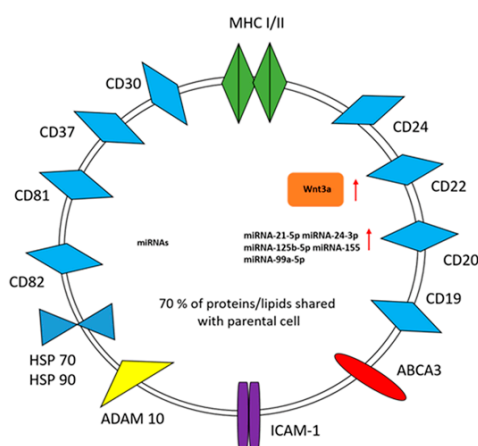 MHC I/II
CD30
CD24
CD37
CD22
Wnt3a
CD81
miRNAs
miRNA-21-5p miRNA-24-3p
miRNA-125b-5p miRNA-155
miRNA-99a-5p
CD20
CD82
CD19
70 % of proteins/lipids shared
with parental cell
HSP 70
HSP 90
ABCA3
ADAM 10
ICAM-1